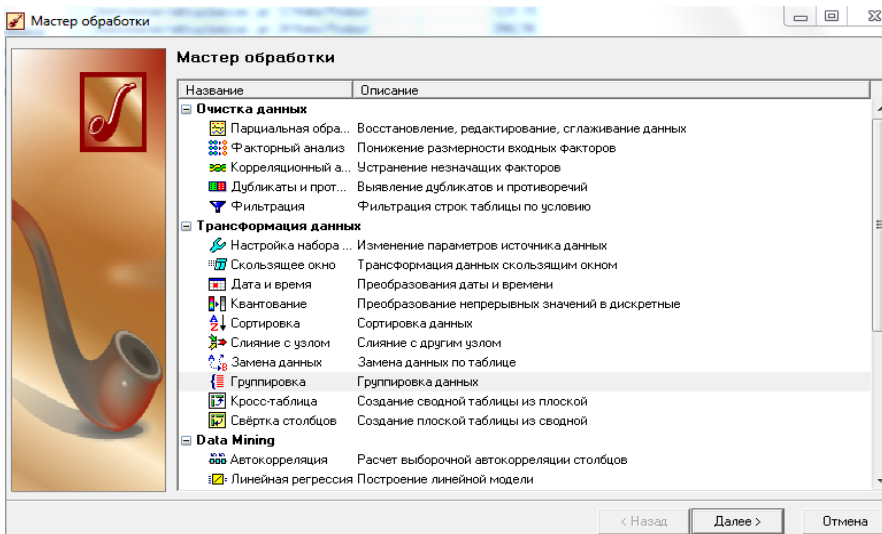 Мастер обработки
Мастер обработки
Название Описание
Очистка данных
Парциальная обра... Восстановление, редактирование, сглаживание данных
Факторный анализ Понижение размерности входных факторов
Корреляционный а... Устранение незначащих факторов
Дубликаты и прот... Выявление дубликатов и противоречий
Фильтрация Фильтрация строк таблицы по условию
Трансформация данных
Настройка набора ... Изменение параметров источника данных
Скользящее окно Трансформация данных скользящим окном
Дата и время Преобразования даты и времени
Квантование Преобразование непрерывных значений в дискретные
Сортировка Сортировка данных
Слияние с узлом Слияние с другим узлом
Замена данных Замена данных по таблице
Группировка Группировка данных
Кросс-таблица Создание сводной таблицы из плоской
Свёртка столбцов Создание плоской таблицы из сводной
Data Mining
Автокорреляция Расчет выборочной автокорреляции столбцов
Линейная регрессия Построение линейной модели
< Назад Далее > Отмена